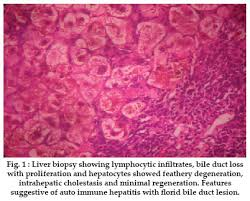 Fig. 1 : Liver biopsy showing lymphocytic infiltrates, bile duct loss
with proliferation and hepatocytes showed feathery degeneration,
intrahepatic cholestasis and minimal regeneration. Features
suggestive of auto immune hepatitis with florid bile duct lesion.